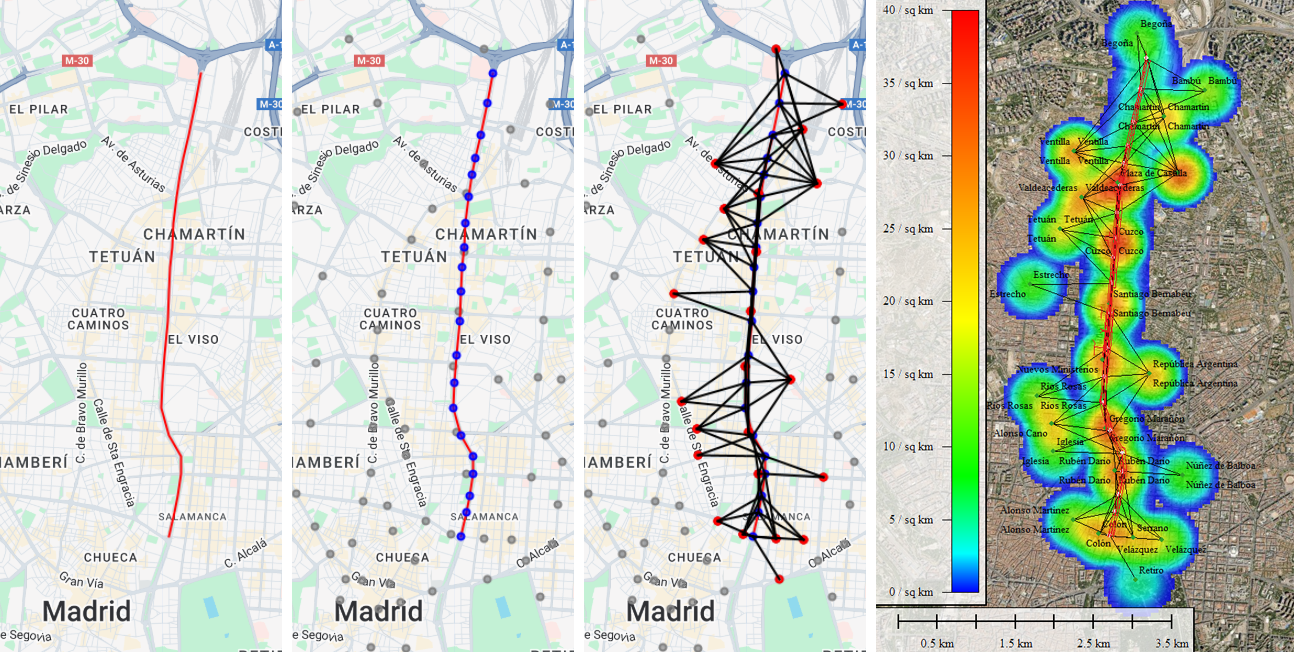 M-30
A-1
EL PILAR
M-30
COST
de Sinesio Delgado
Av. de Asturias
ARZA
CHAMARTÍN
TETUÁN
CUATRO
CAMINOS
EL VISO
C. de Bravo Murillo
Calle de Sta Engracia
HAMBERÍ
SALAMANCA
CHUECA
C. Alcalá
Gran Vía
Madrid
e Segovia
M-30
A-1
EL PILAR
M-30
COSTI
de Sinesio Delgado
Av. de Asturias
ARZA
CHAMARTÍN
TETUÁN
CUATRO
CAMINOS
EL VISO
C. de Bravo Murillo
Calle de Sta Engracia
IAMBERÍ
SALAMANCA
CHUECA
O. Alcalá
Gran Vía
Madrid
e Segovia
M-30
A-1
EL PILAR
M-30
COSTI
de Sinesio Delgado
Asturias
ARZA
CHAMARTÍN
TETUÁN
CUATRO
CAMINOS
EL VISO
C. de Bravo Murillo
Calle de Sta Engracia
HAMBERÍ
SALAMANCA
CHUECA
C. Alcalá
Gran Vía
Madrid
e Segovia
40 / sq km
35 / sq km
30 / sq km
25 / sq km
20 / sq km
15 / sq km
10 / sq km
5 / sq km
0 / sq km
Begoña
Begoña
Bambú Bambu
Chamartín Chamartín
Chamartín Chamartín
Ventilla Ventilla
Ventilla Ventilla
Plaza de Castilla
Valdeacederas Valdeacederas
Tetuán Tetuán
Tetuán
Cuzco
Cuzco Cuzco
Estrecho
Estrecho
Santiago Bernabéu
Santiago Bernabéu
República Argentina
Nuevos Ministerios
República Argentina
Ríos Rosas
Ríos Rosas Ríos Rosas
Gregorio Marañón
Alonso Cano
Gregorio Marañón
Iglesia
Iglesia Rubén Darío Rubén Darío
Núñez de Balboa
Rubén Darío Rubén Darío
Núñez de Balboa
Alonso Martínez
Alonso Martínez
Colón Serrano
Colón
Velázquez Velázquez
Retiro
0.5 km 1.5 km 2.5 km 3.5 km